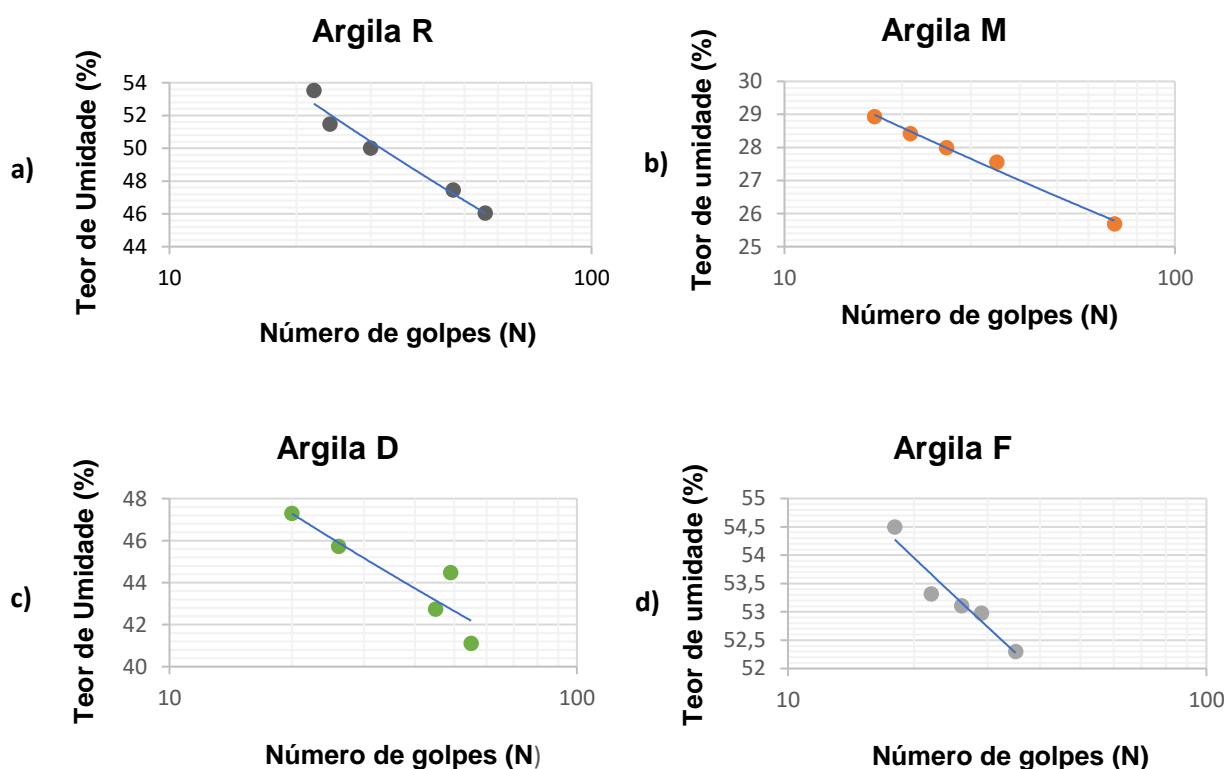 a)
Argila R
Teor de Umidade (%)
54
52
50
48
46
44
10
100
Número de golpes (N)
b)
Argila M
Teor de umidade (%)
30
29
28
27
26
25
10
100
Número de golpes (N)
c)
Argila D
Teor de Umidade (%)
48
46
44
42
40
10
100
Número de golpes (N)
d)
Argila F
Teor de umidade (%)
55
54,5
54
53,5
53
52,5
52
10
100
Número de golpes (N)